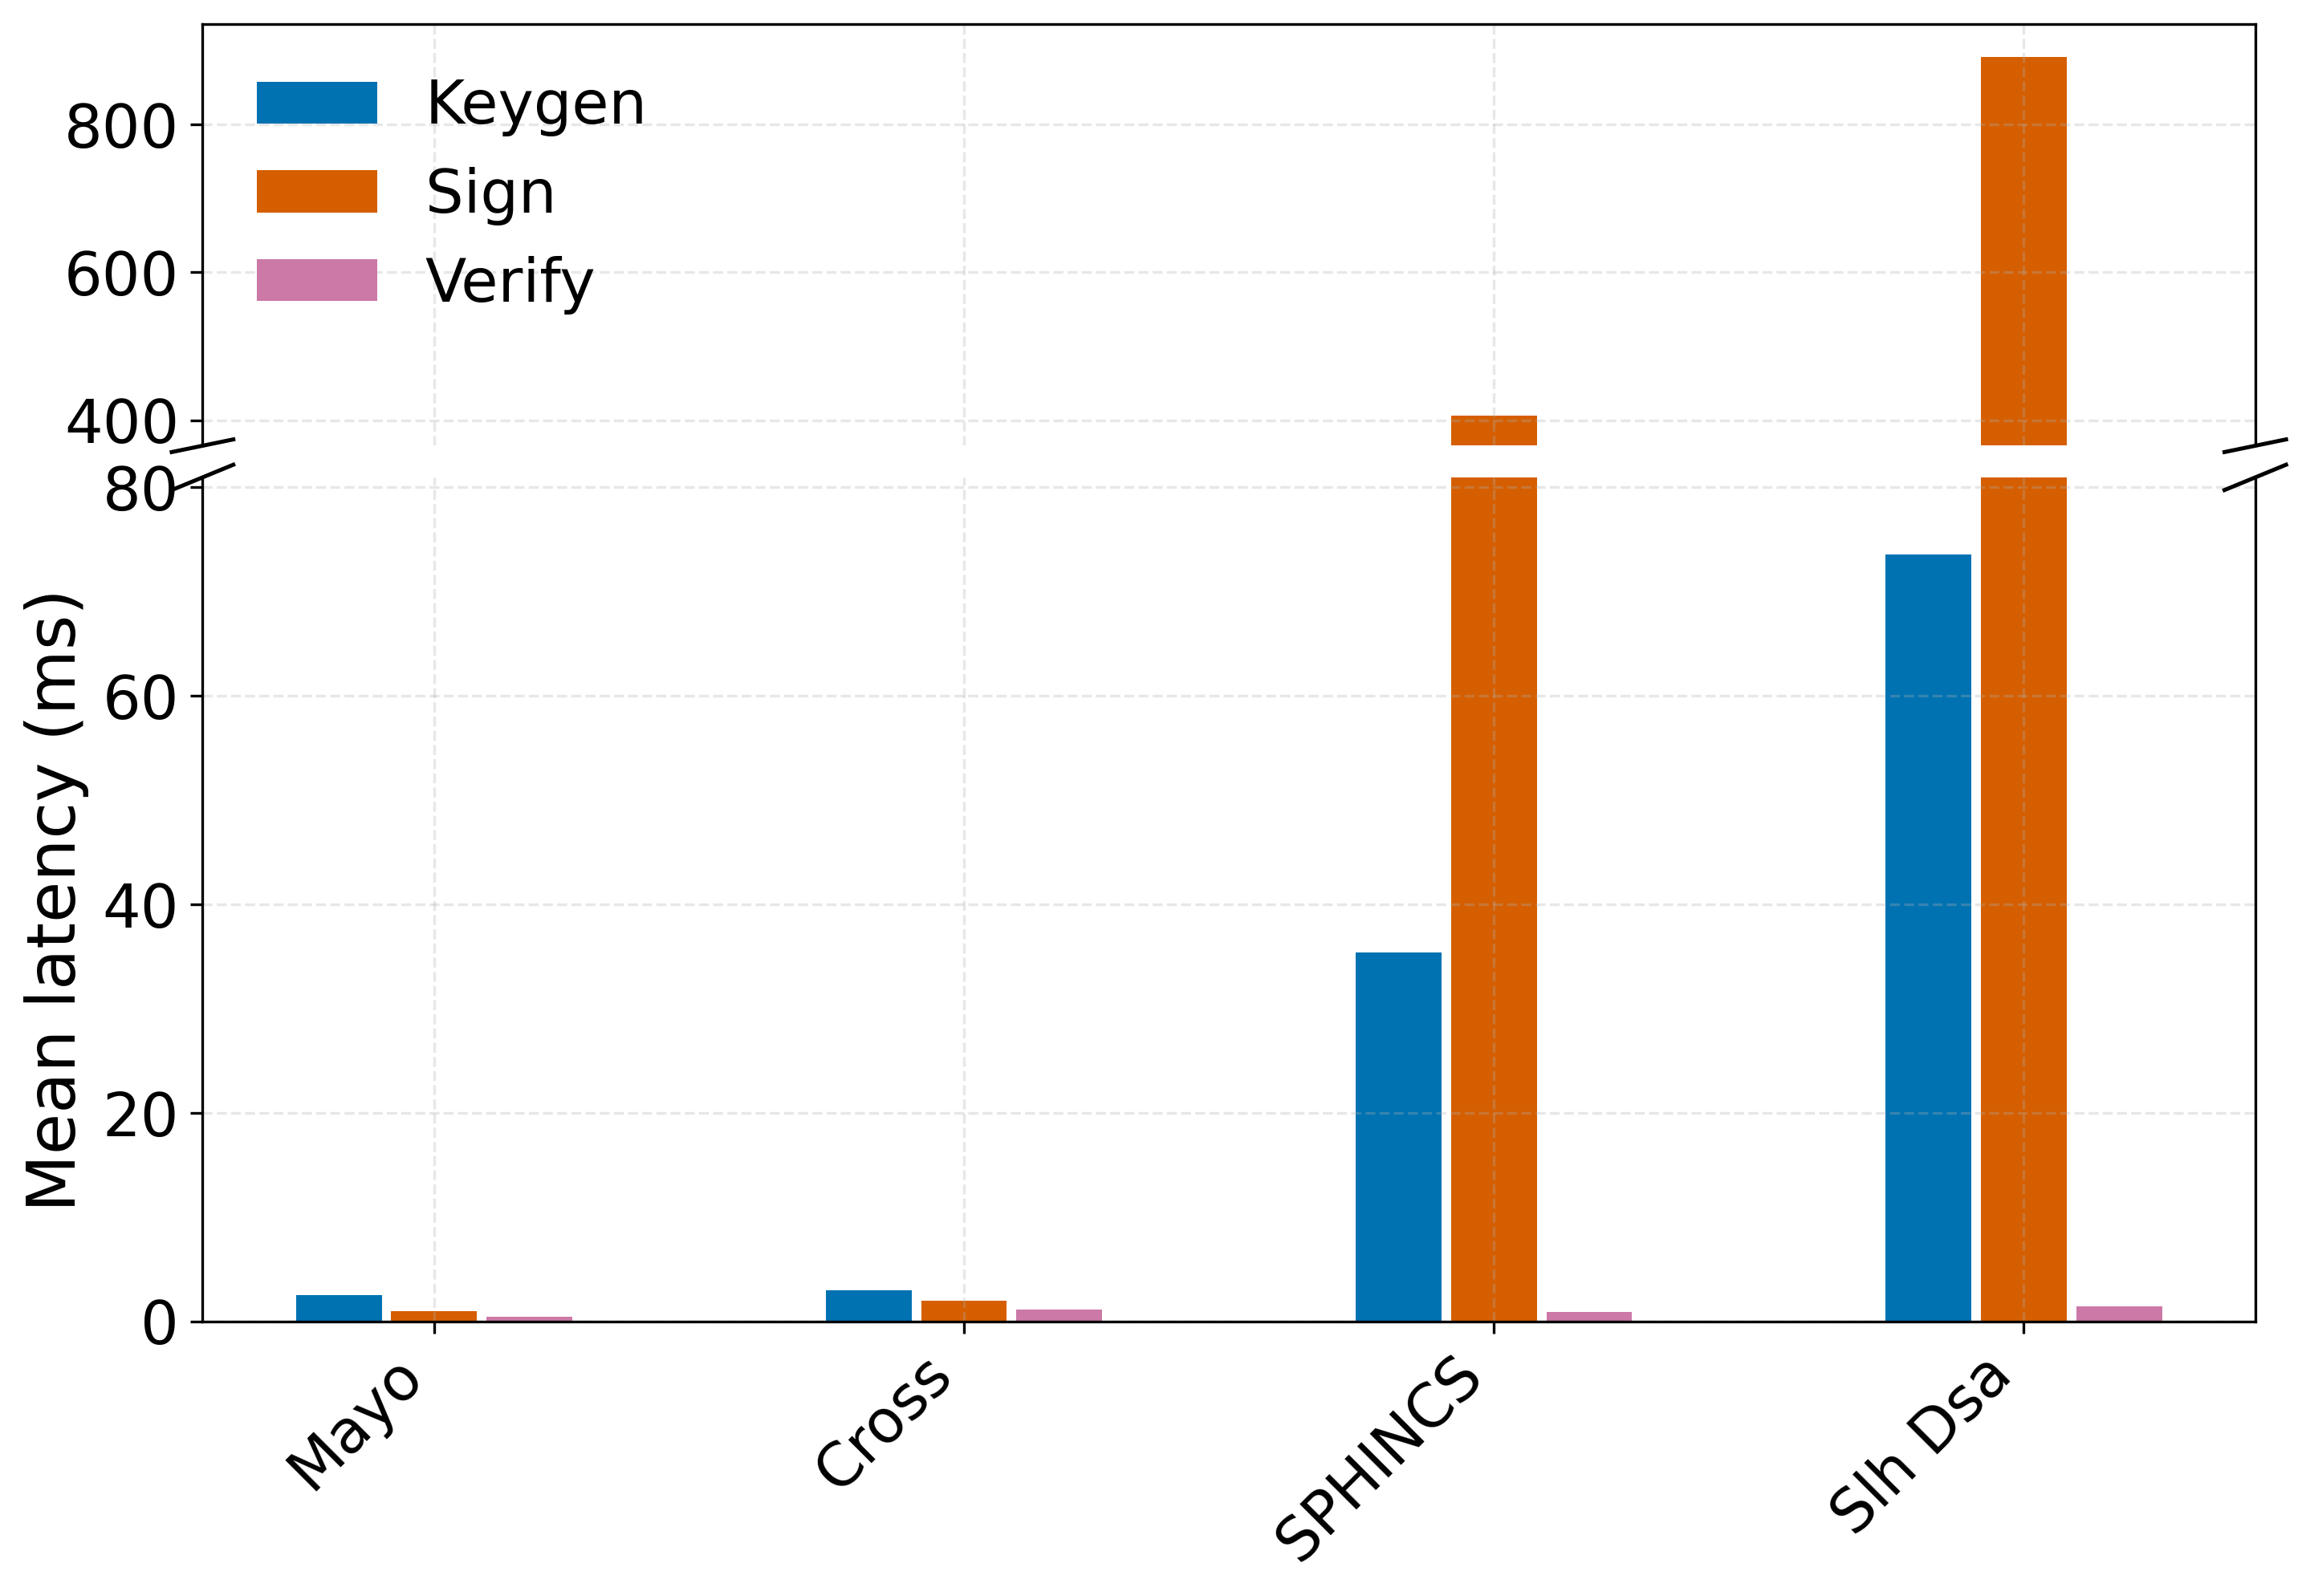 Keygen
Sign
Verify
800
600
400
80
60
40
20
0
Mean latency (ms)
Mayo
Cross
SPHINCS
Slh Dsa